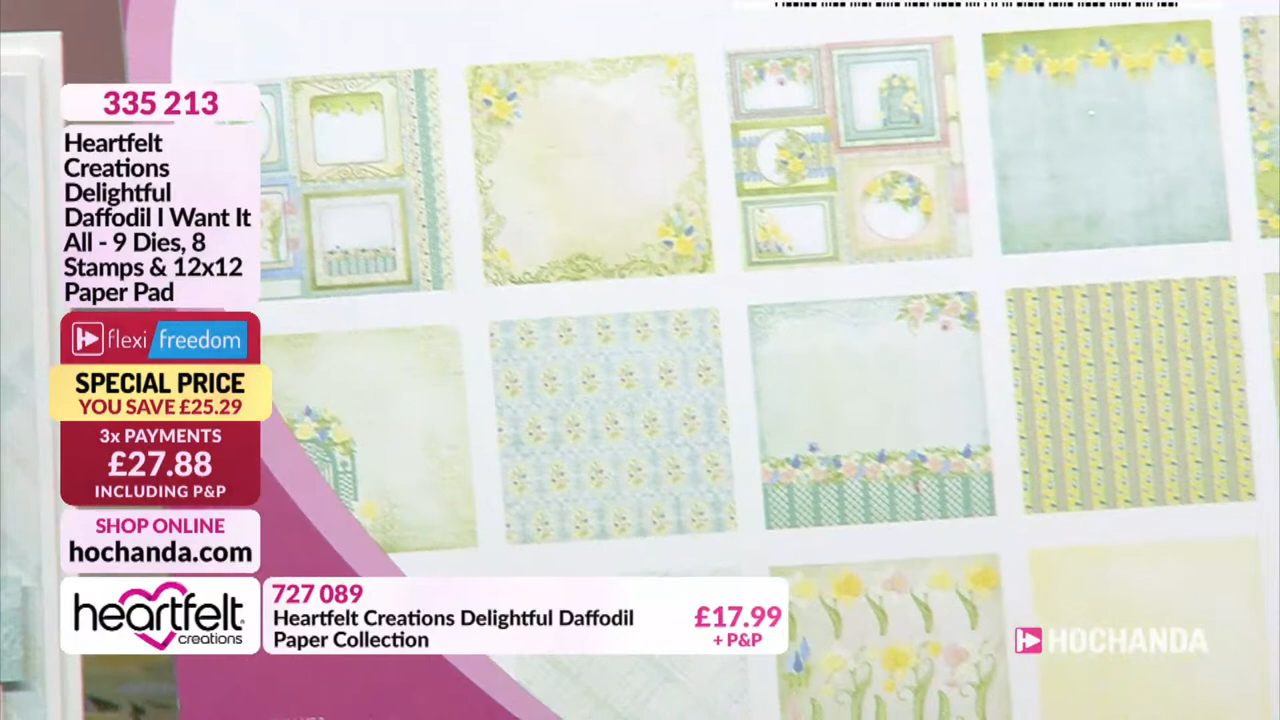 335 213
Heartfelt
Creations
Delightful
Daffodil I Want It
All - 9 Dies, 8
Stamps & 12x12
Paper Pad
flexi freedom
SPECIAL PRICE
YOU SAVE £25.29
3x PAYMENTS
£27.88
INCLUDING P&P
SHOP ONLINE
hochanda.com
heartfelt
creations
727 089
Heartfelt Creations Delightful Daffodil
Paper Collection
£17.99
+ P&P
HOCHANDA